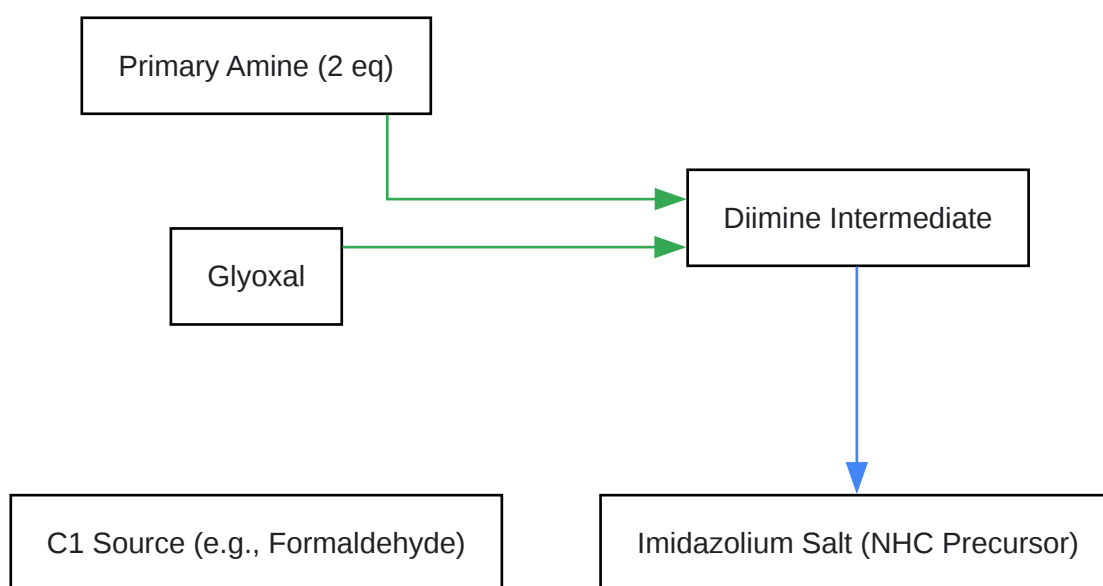 Primary Amine (2 eq)
Diimine Intermediate
Glyoxal
C1 Source (e.g., Formaldehyde)
Imidazolium Salt (NHC Precursor)